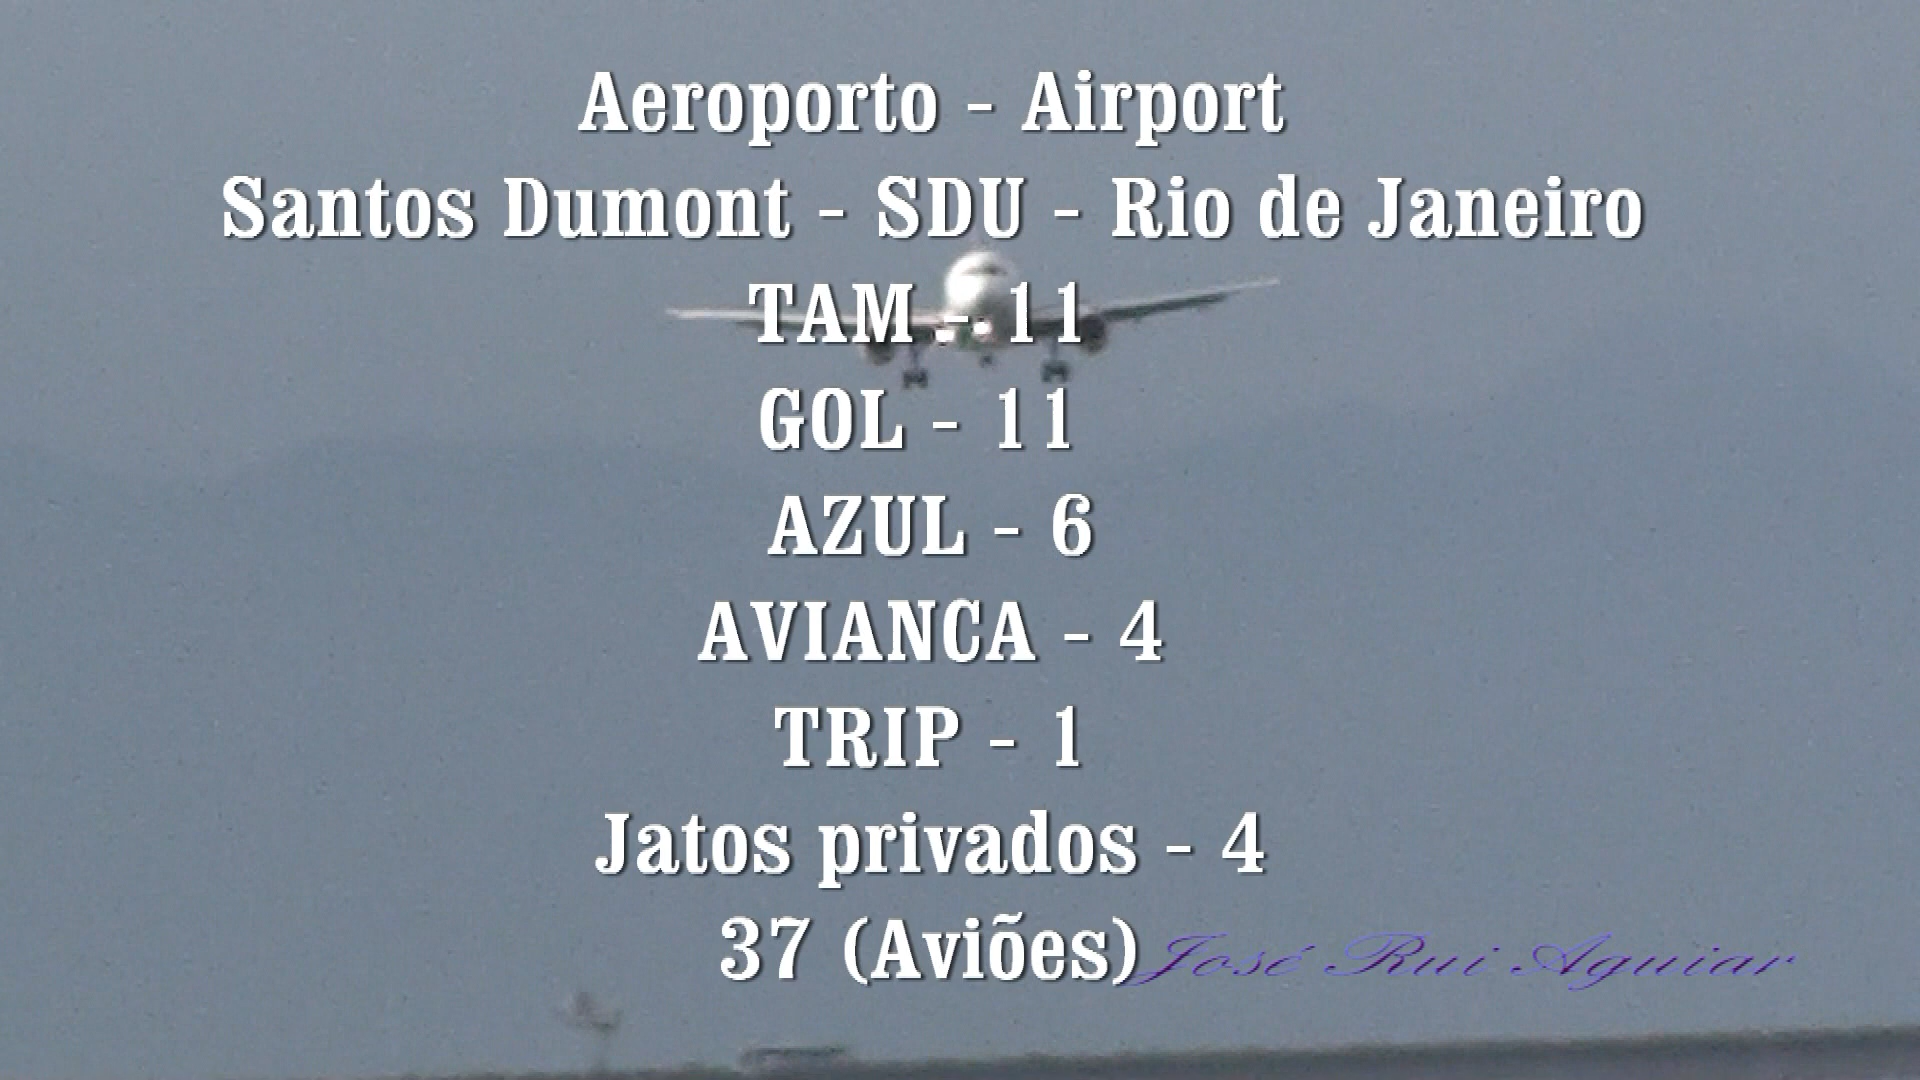 Aeroporto - Airport
Santos Dumont - SDU - Rio de Janeiro
TAM - 11
GOL - 11
AZUL - 6
AVIANCA - 4
TRIP - 1
Jatos privados - 4
37 (Aviões)
José Rui Aguiar